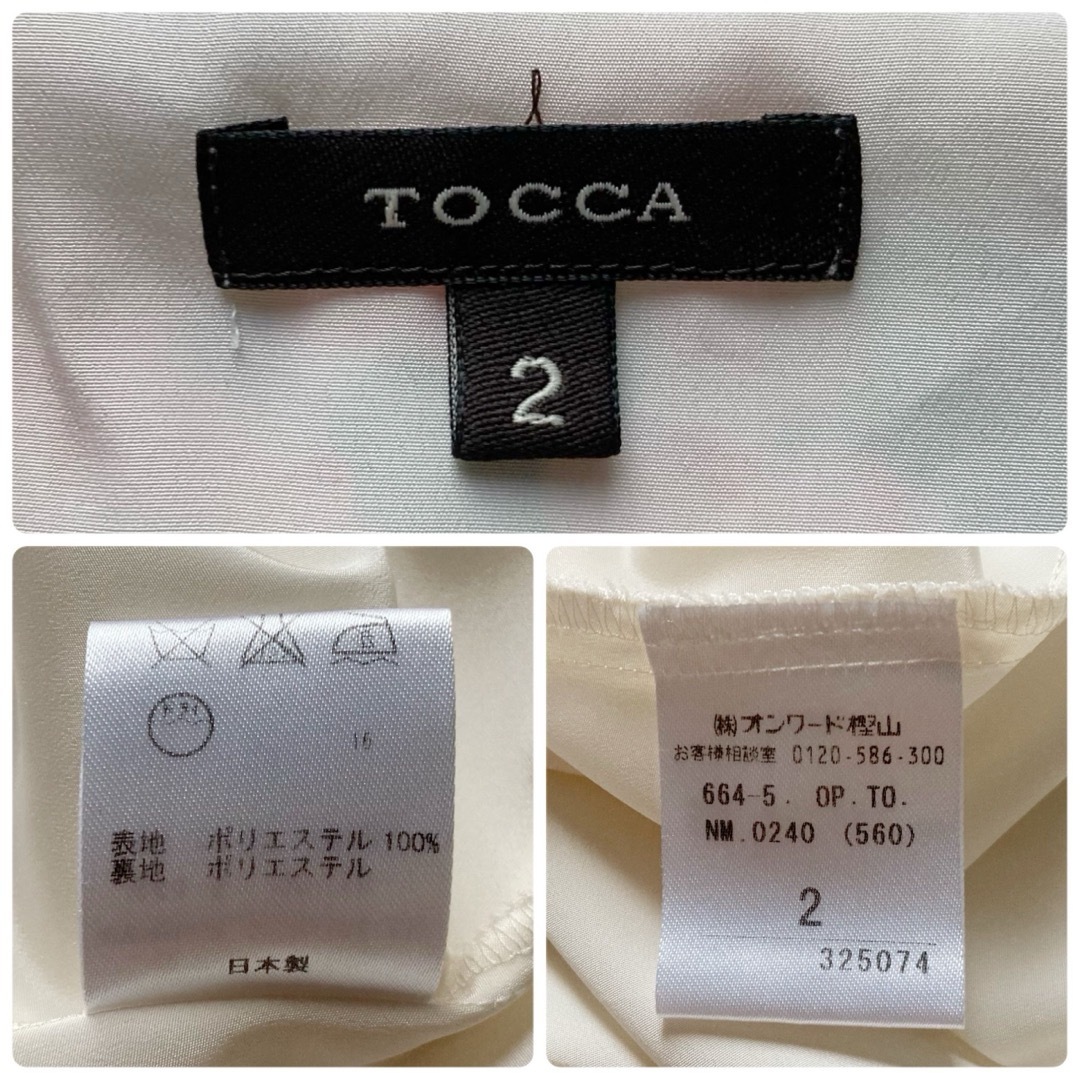 TOCCA
2
ドライ
16
表地 ポリエステル 100%
裏地 ポリエステル
日本製
㈱オンワード樫山
お客様相談室 0120-586-300
664-5. OP.TO.
NM.0240 (560)
2
325074